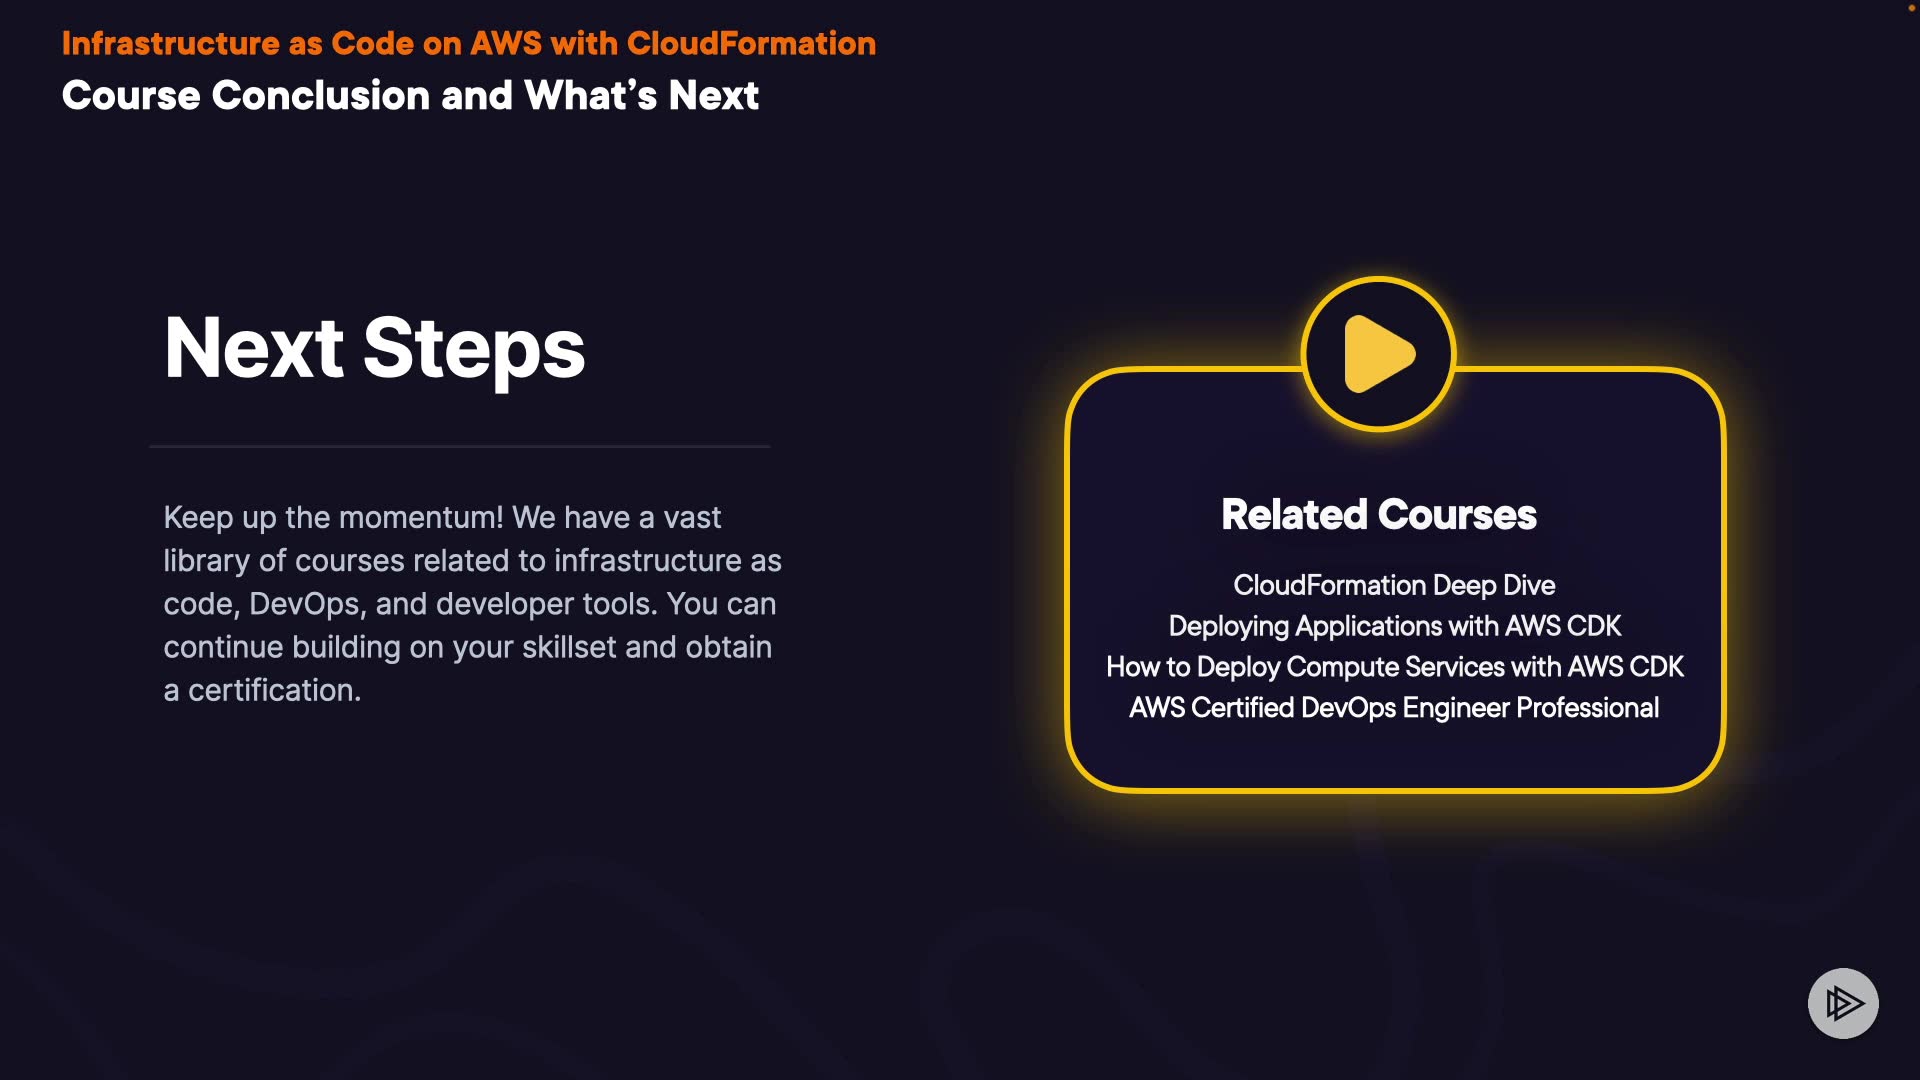 Infrastructure as Code on AWS with CloudFormation
Course Conclusion and What’s Next
Next Steps
Keep up the momentum! We have a vast
library of courses related to infrastructure as
code, DevOps, and developer tools. You can
continue building on your skillset and obtain
a certification.
Related Courses
CloudFormation Deep Dive
Deploying Applications with AWS CDK
How to Deploy Compute Services with AWS CDK
AWS Certified DevOps Engineer Professional